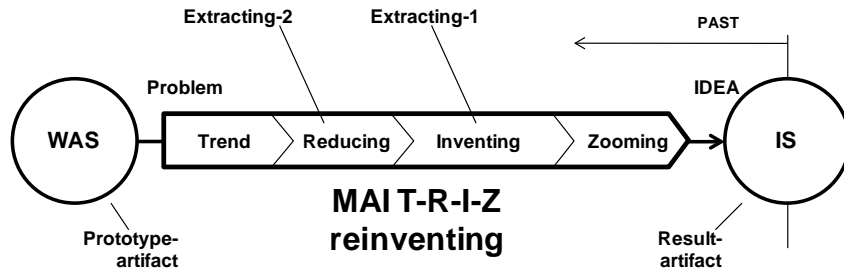 Extracting-2
Extracting-1
PAST
Problem
IDEA
WAS
Trend
Reducing
Inventing
Zooming
IS
MAI T-R-I-Z
reinventing
Prototype-
artifact
Result-
artifact